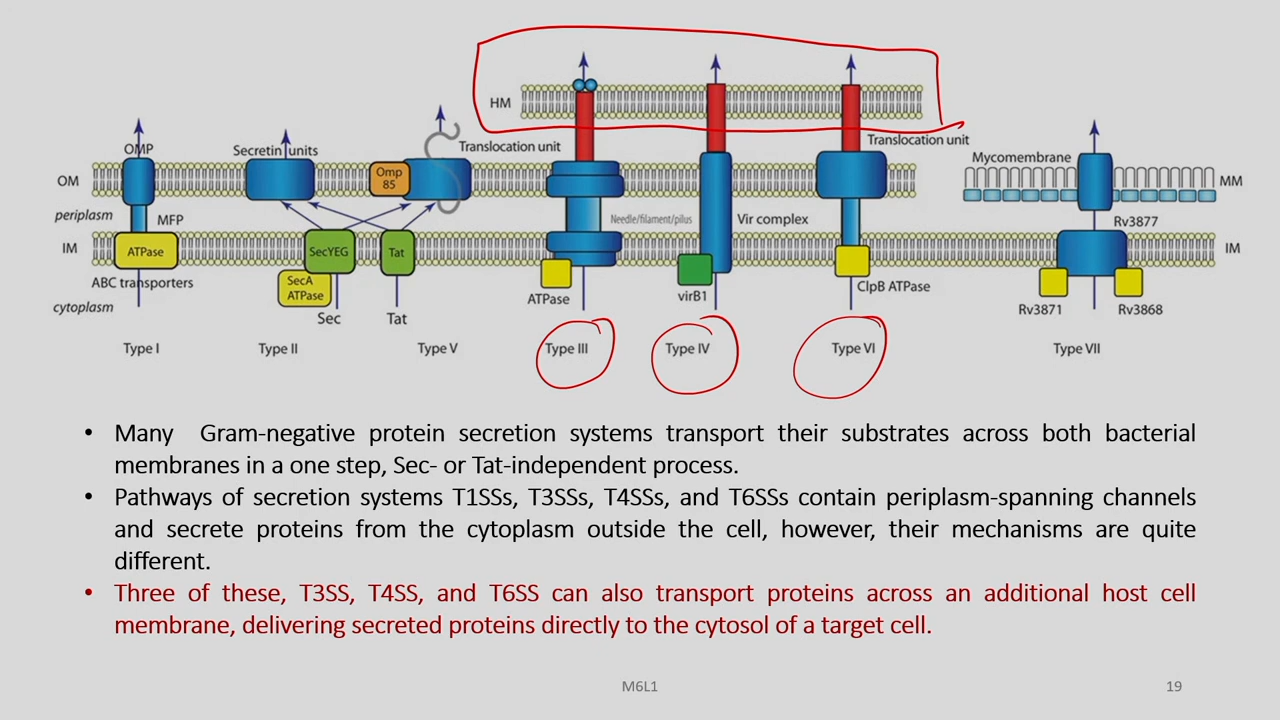 HM
OMP
Secretin units
Translocation unit
Translocation unit
Mycomembrane
OM
Omp
85
MM
periplasm
MFP
Needle/filament/pilus
Vir complex
Rv3877
IM
ATPase
SecYEG
Tat
IM
ABC transporters
SecA
ATPase
ATPase
virB1
ClpB ATPase
cytoplasm
Sec
Tat
Rv3871
Rv3868
Type I
Type II
Type V
Type III
Type IV
Type VI
Type VII
• Many Gram-negative protein secretion systems transport their substrates across both bacterial
membranes in a one step, Sec- or Tat-independent process.
• Pathways of secretion systems T1SSs, T3SSs, T4SSs, and T6SSs contain periplasm-spanning channels
and secrete proteins from the cytoplasm outside the cell, however, their mechanisms are quite
different.
• Three of these, T3SS, T4SS, and T6SS can also transport proteins across an additional host cell
membrane, delivering secreted proteins directly to the cytosol of a target cell.
M6L1
19